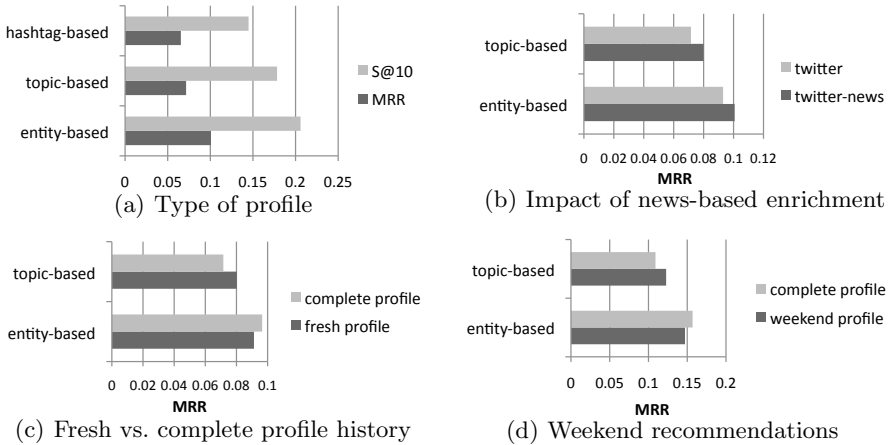 hashtag-based
topic-based
entity-based
S@10
MRR
0 0.05 0.1 0.15 0.2 0.25
(a) Type of profile
topic-based
entity-based
twitter
twitter-news
0 0.02 0.04 0.06 0.08 0.1 0.12
MRR
(b) Impact of news-based enrichment
topic-based
entity-based
complete profile
fresh profile
0 0.02 0.04 0.06 0.08 0.1
MRR
(c) Fresh vs. complete profile history
topic-based
entity-based
complete profile
weekend profile
0 0.05 0.1 0.15 0.2
MRR
(d) Weekend recommendations